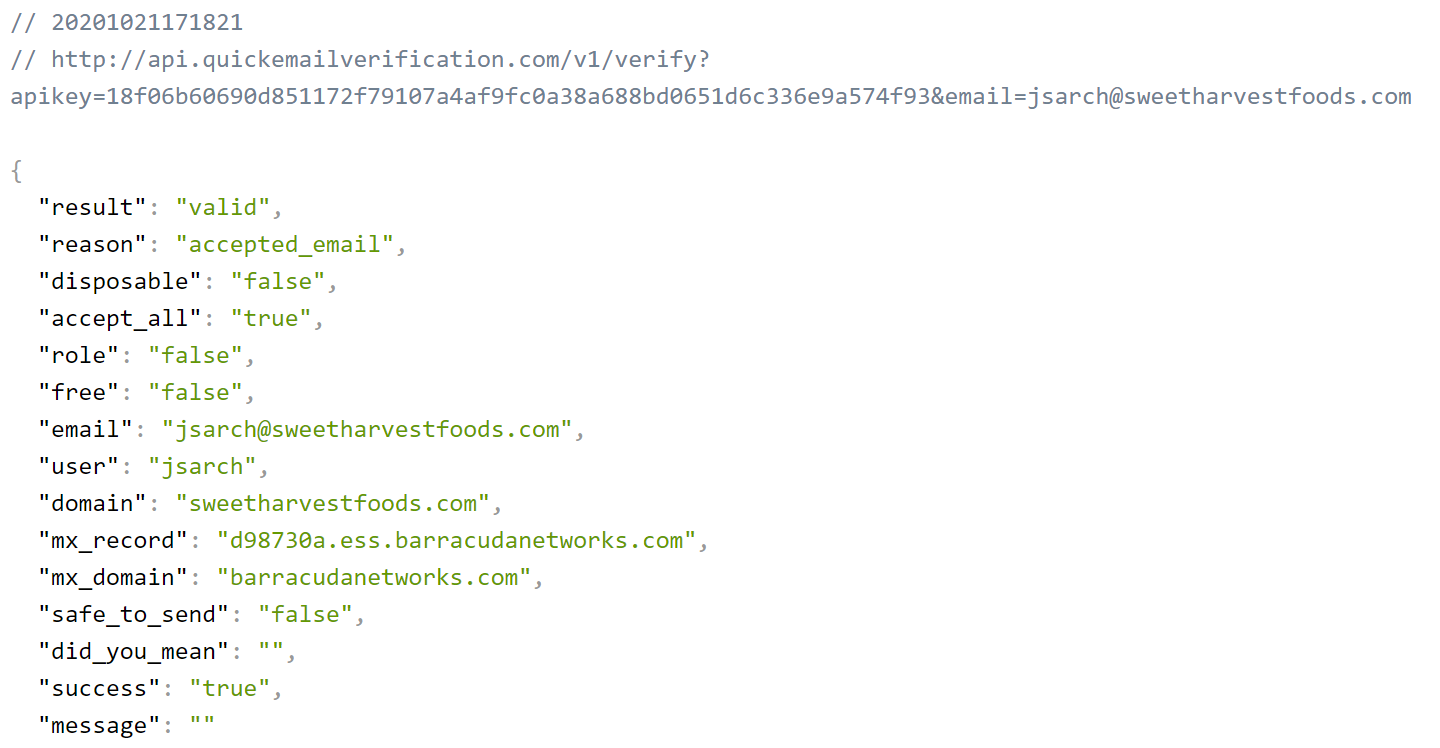 // 20201021171821
// http://api.quickemailverification.com/v1/verify?
apikey=18f06b60690d851172f79107a4af9fc0a38a688bd0651d6c336e9a574f93&email=jsarch@sweetharvestfoods.com
{
"result": "valid",
"reason": "accepted_email",
"disposable": "false",
"accept_all": "true",
"role": "false",
"free": "false",
"email": "jsarch@sweetharvestfoods.com",
"user": "jsarch",
"domain": "sweetharvestfoods.com",
"mx_record": "d98730a.ess.barracudanetworks.com",
"mx_domain": "barracudanetworks.com",
"safe_to_send": "false",
"did_you_mean": "",
"success": "true",
"message": ""